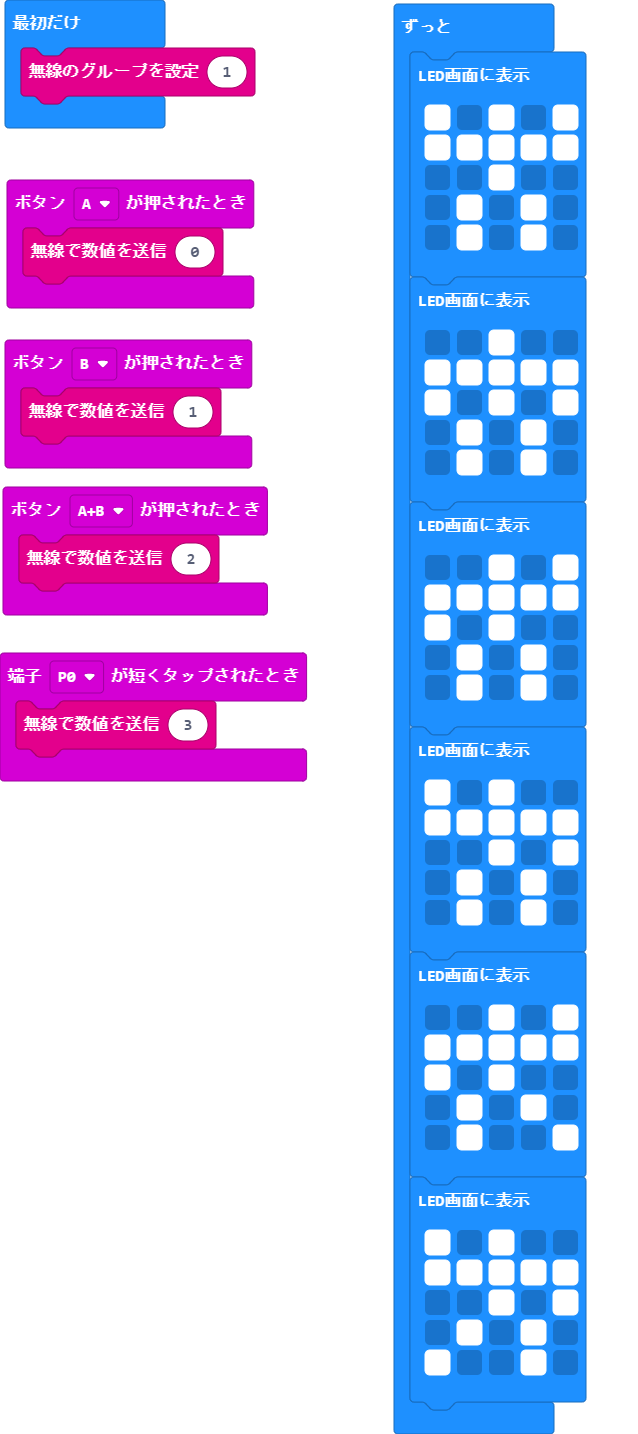 最初だけ
無線のグループを設定 1
ボタン A が押されたとき
無線で数値を送信 0
ボタン B が押されたとき
無線で数値を送信 1
ボタン A+B が押されたとき
無線で数値を送信 2
端子 P0 が短くタップされたとき
無線で数値を送信 3
ずっと
LED画面に表示
LED画面に表示
LED画面に表示
LED画面に表示
LED画面に表示
LED画面に表示